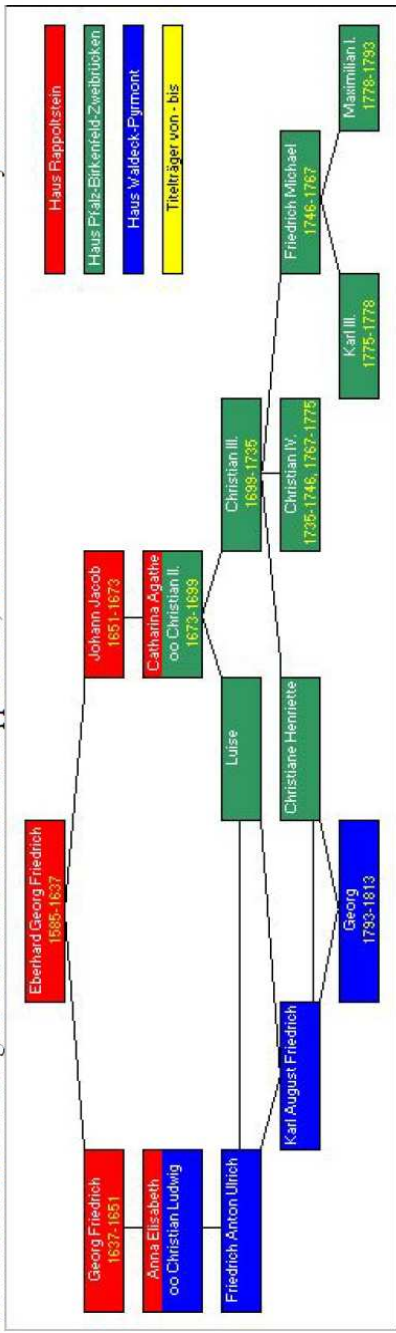 Eberhard Georg Friedrich
1585-1637
Haus Rappoltstein
Haus Pfalz-Birkenfeld-Zweibrücken
Haus Waldeck-Pyrmont
Titelträger von - bis
Georg Friedrich
1637-1651
Johann Jacob
1651-1673
Anna Elisabeth
oo Christian Ludwig
Catharina Agathe
oo Christian II.
1673-1699
Friedrich Anton Ulrich
Luise
Christian III.
1699-1735
Karl August Friedrich
Christiane Henriette
Christian IV.
1735-1746, 1767-1775
Friedrich Michael
1746-1767
Georg
1793-1813
Karl III.
1775-1778
Maximilian I.
1778-1793